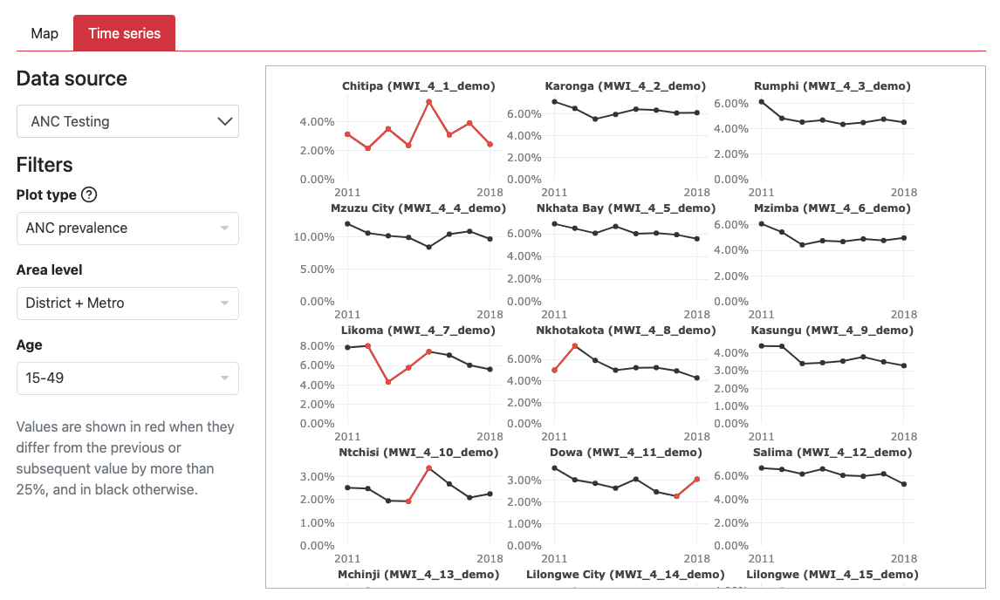 Map Time series
Data source
ANC Testing
Filters
Plot type ?
ANC prevalence
Area level
District + Metro
Age
15-49
Values are shown in red when they
differ from the previous or
subsequent value by more than
25%, and in black otherwise.
Chitipa (MWI_4_1_demo)
4.00%
2.00%
0.00%
2011 2018
Karonga (MWI_4_2_demo)
6.00%
4.00%
2.00%
0.00%
2011 2018
Rumphi (MWI_4_3_demo)
6.00%
4.00%
2.00%
0.00%
2011 2018
Mzuzu City (MWI_4_4_demo)
10.00%
5.00%
0.00%
2011 2018
Nkhata Bay (MWI_4_5_demo)
6.00%
4.00%
2.00%
0.00%
2011 2018
Mzimba (MWI_4_6_demo)
6.00%
4.00%
2.00%
0.00%
2011 2018
Likoma (MWI_4_7_demo)
8.00%
6.00%
4.00%
2.00%
0.00%
2011 2018
Nkhotakota (MWI_4_8_demo)
6.00%
4.00%
2.00%
0.00%
2011 2018
Kasungu (MWI_4_9_demo)
4.00%
3.00%
2.00%
1.00%
0.00%
2011 2018
Ntchisi (MWI_4_10_demo)
3.00%
2.00%
1.00%
0.00%
2011 2018
Dowa (MWI_4_11_demo)
3.00%
2.00%
1.00%
0.00%
2011 2018
Salima (MWI_4_12_demo)
6.00%
4.00%
2.00%
0.00%
2011 2018
Mchinji (MWI_4_13_demo)
Lilongwe City (MWI_4_14_demo)
Lilongwe (MWI_4_15_demo)